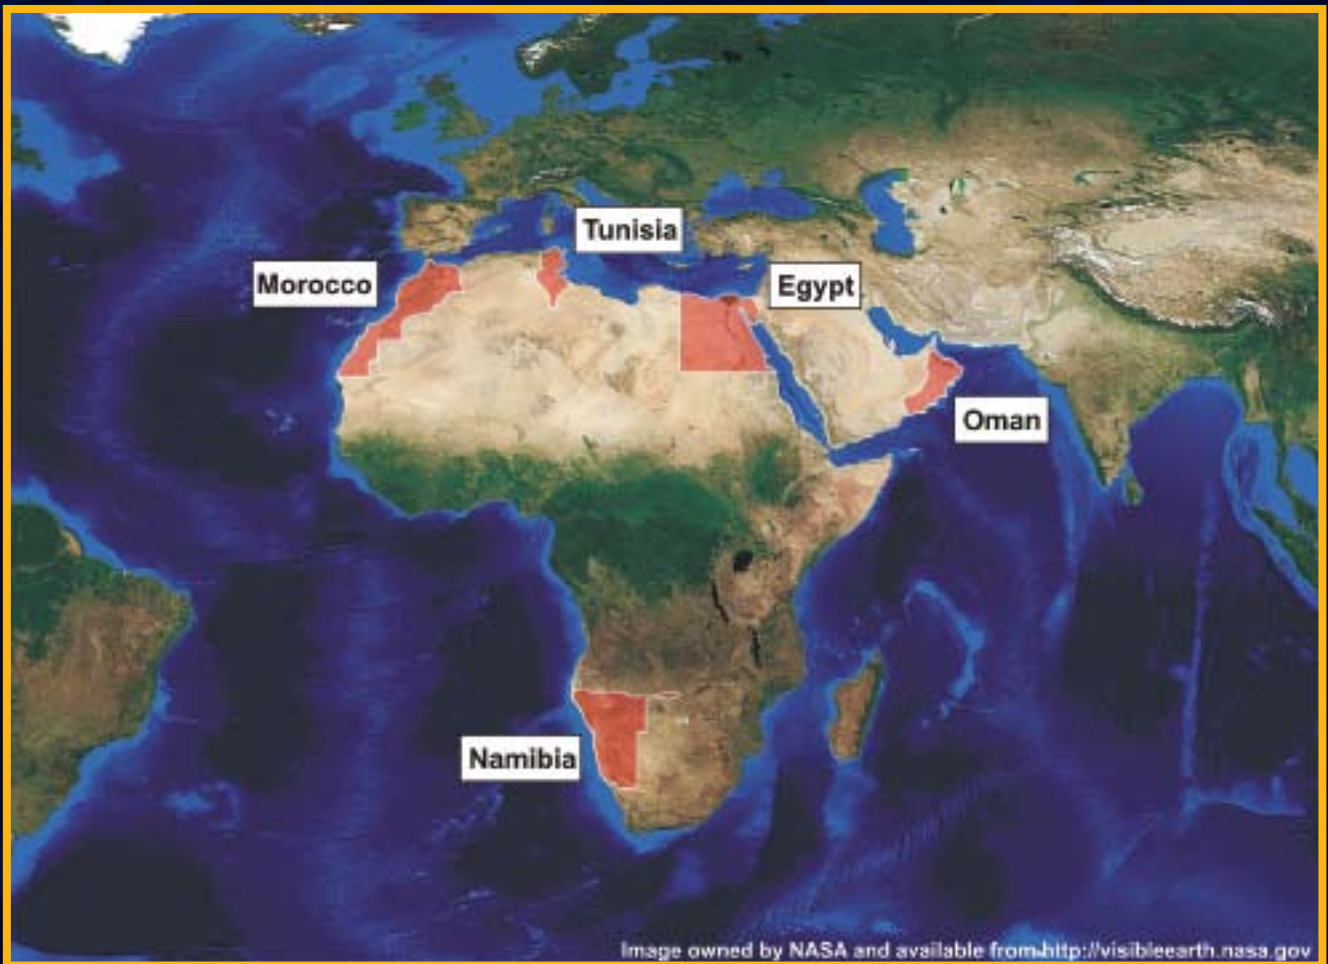 Tunisia
Morocco
Egypt
Oman
Namibia
Image owned by NASA and available from http://visibleearth.nasa.gov